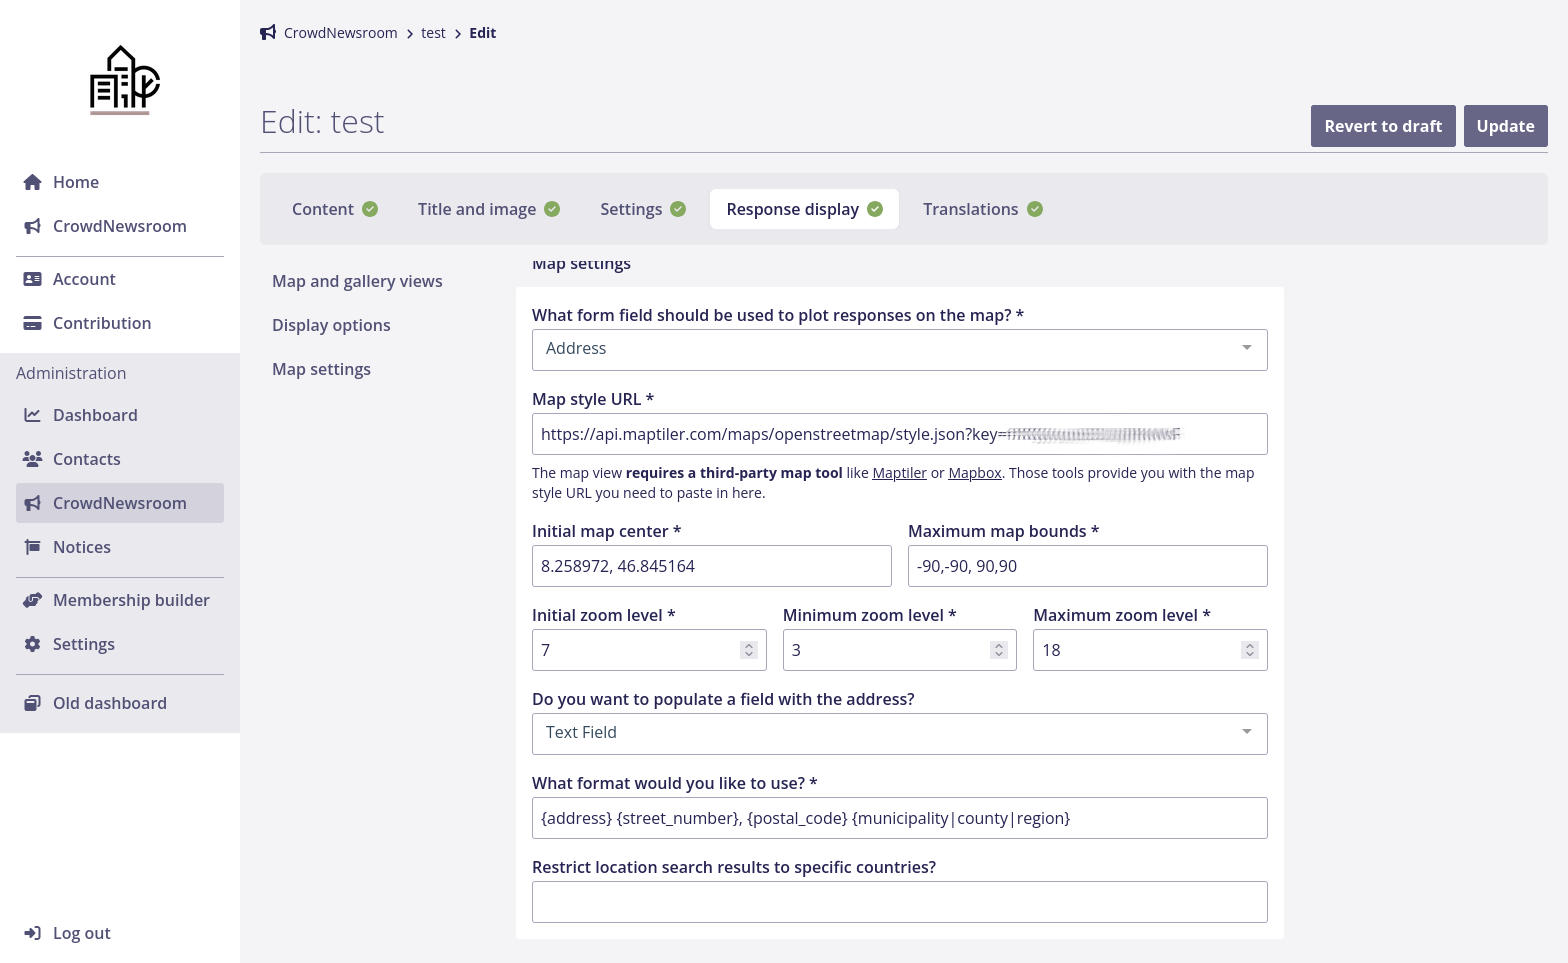 CrowdNewsroom > test > Edit
Edit: test
Revert to draft
Update
Home
CrowdNewsroom
Account
Contribution
Administration
Dashboard
Contacts
CrowdNewsroom
Notices
Membership builder
Settings
Old dashboard
Log out
Content
Title and image
Settings
Response display
Translations
Map and gallery views
Display options
Map settings
Map settings
What form field should be used to plot responses on the map? *
Address
Map style URL *
https://api.maptiler.com/maps/openstreetmap/style.json?key=
The map view requires a third-party map tool like Maptiler or Mapbox. Those tools provide you with the map
style URL you need to paste in here.
Initial map center *
Maximum map bounds *
8.258972, 46.845164
-90,-90, 90,90
Initial zoom level *
Minimum zoom level *
Maximum zoom level *
7
3
18
Do you want to populate a field with the address?
Text Field
What format would you like to use? *
{address} {street_number}, {postal_code} {municipality|county|region}
Restrict location search results to specific countries?